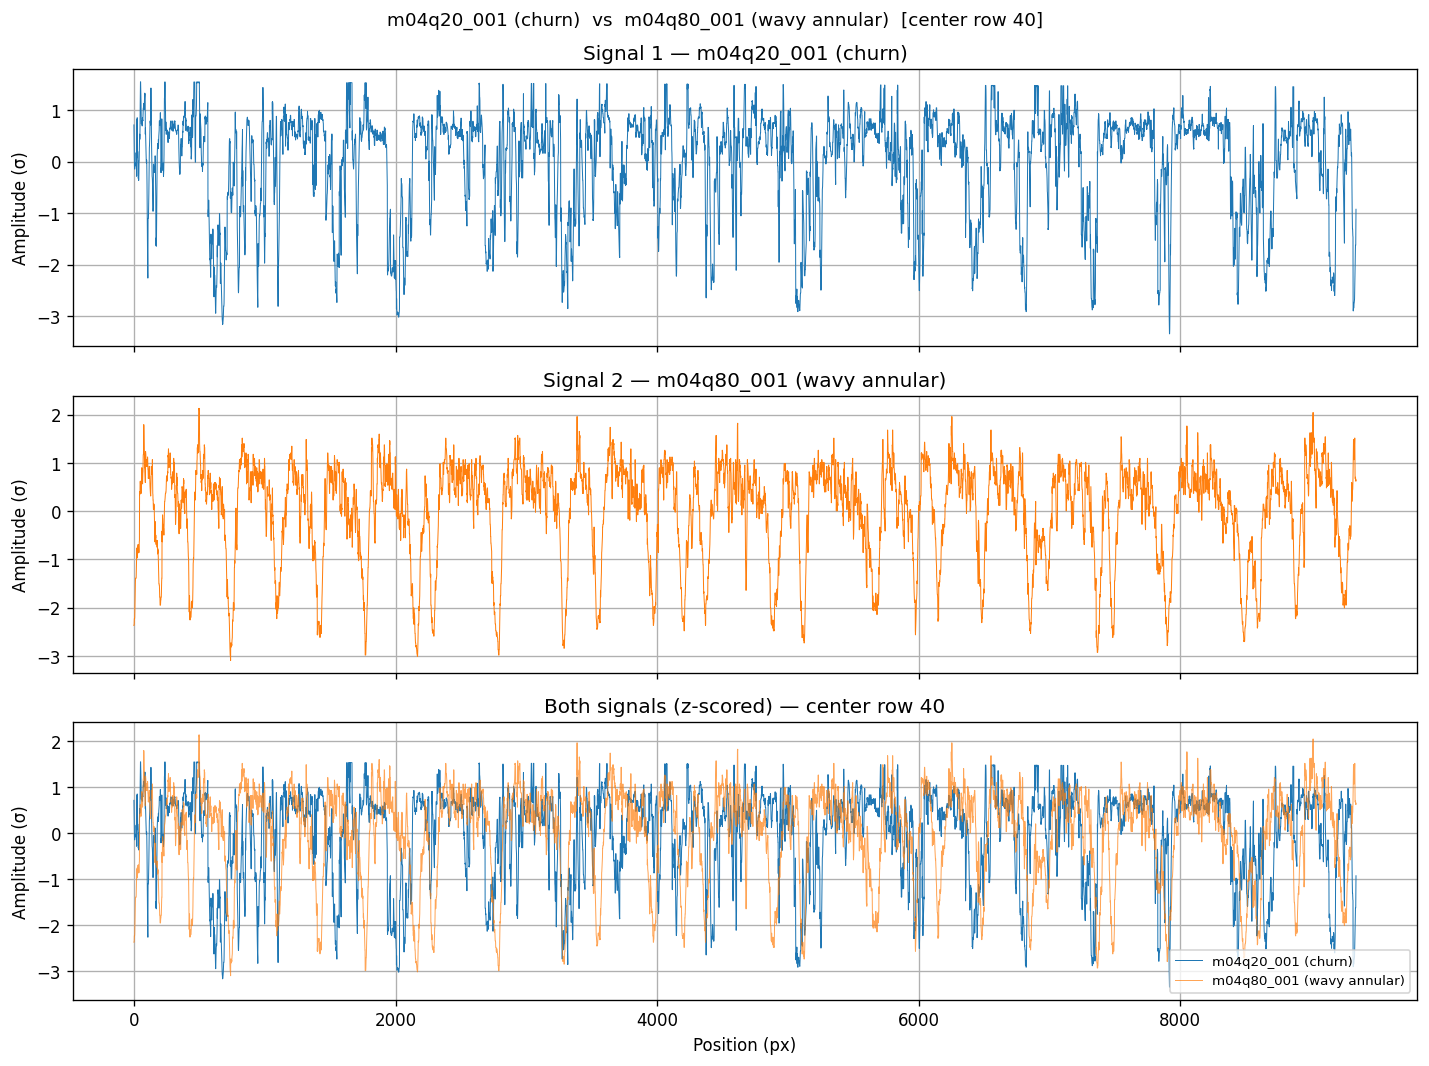 m04q20_001 (churn)  vs  m04q80_001 (wavy annular)  [center row 40]
Signal 1 — m04q20_001 (churn)
Amplitude (σ)
1
0
−1
−2
−3
Signal 2 — m04q80_001 (wavy annular)
Amplitude (σ)
2
1
0
−1
−2
−3
Both signals (z-scored) — center row 40
Amplitude (σ)
2
1
0
−1
−2
−3
m04q20_001 (churn)
m04q80_001 (wavy annular)
0 2000 4000 6000 8000
Position (px)